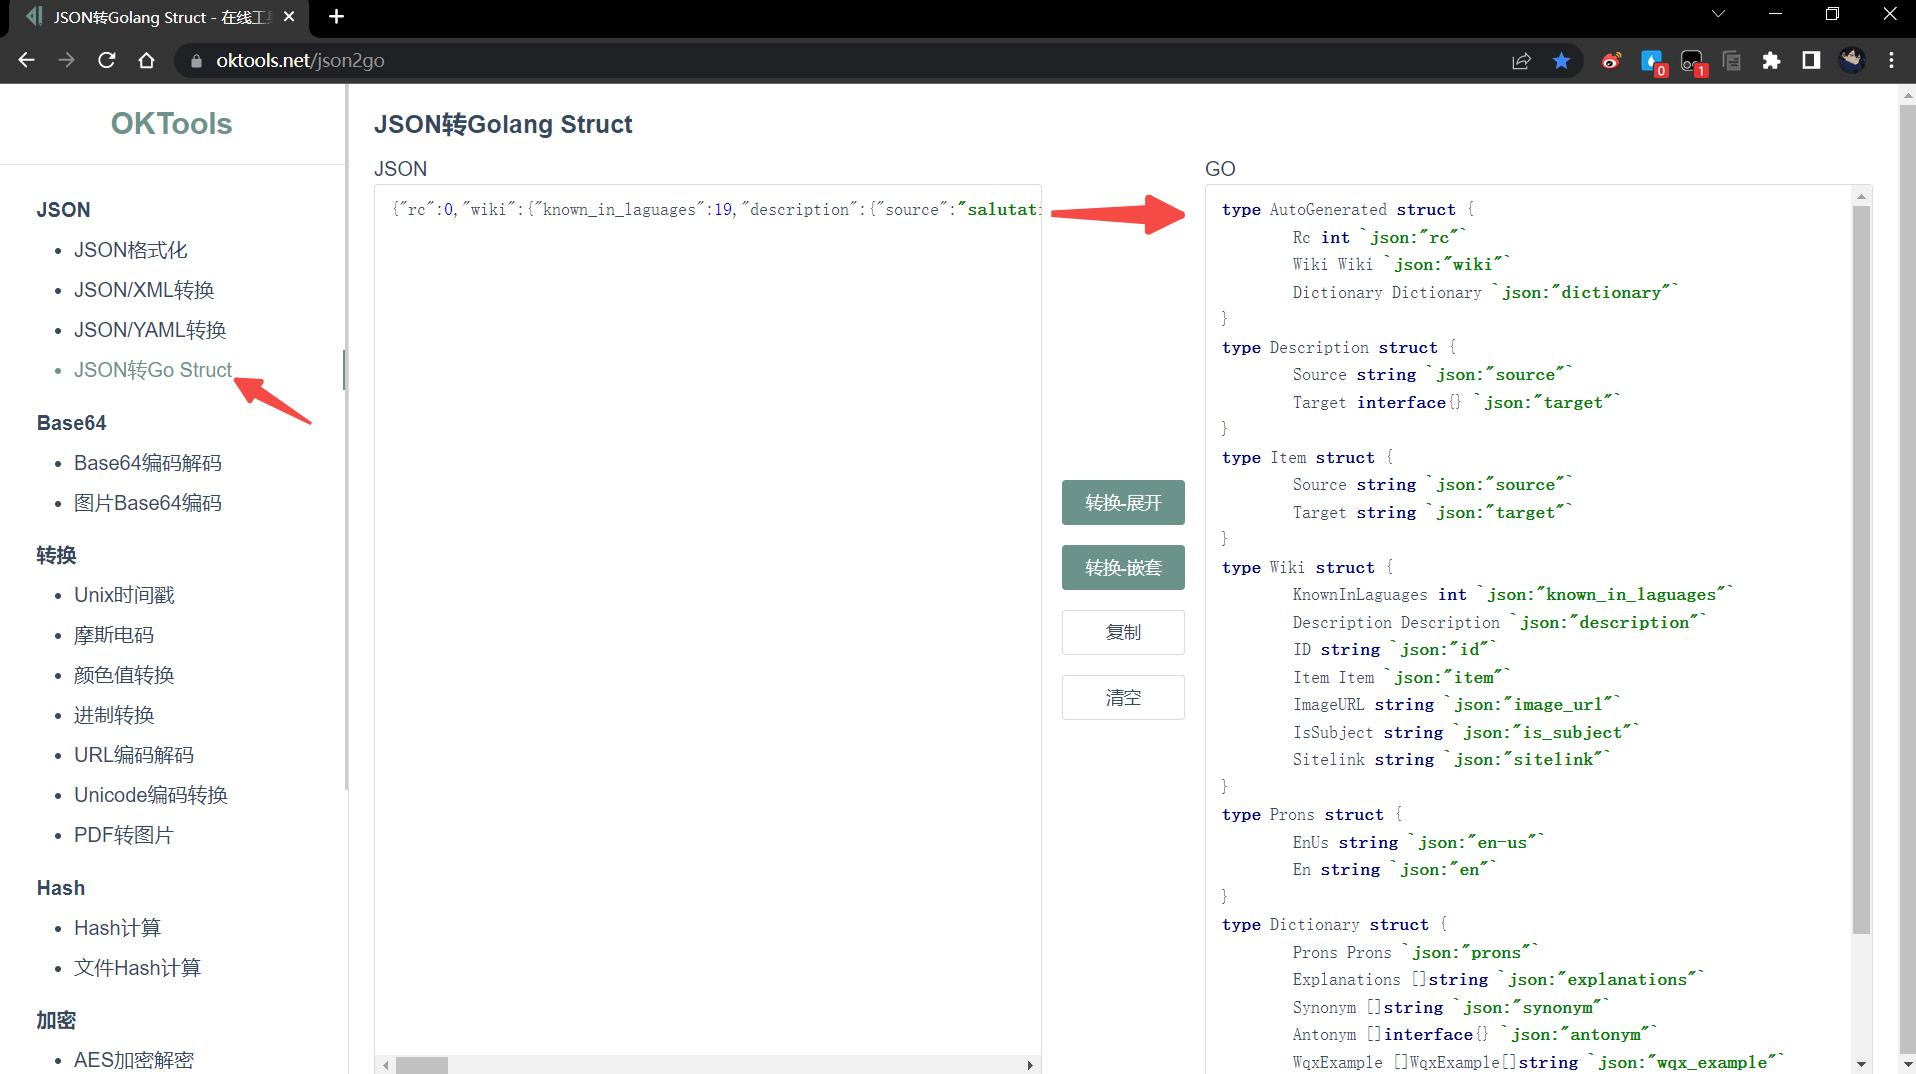 JSON转Golang Struct - 在线工
oktools.net/json2go
0
1
OKTools
JSON
JSON格式化
JSON/XML转换
JSON/YAML转换
JSON转Go Struct
Base64
Base64编码解码
图片Base64编码
转换
Unix时间戳
摩斯电码
颜色值转换
进制转换
URL编码解码
Unicode编码转换
PDF转图片
Hash
Hash计算
文件Hash计算
加密
AES加密解密
JSON转Golang Struct
JSON
{"rc":0,"wiki":{"known_in_laguages":19,"description":{"source":"salutati
转换-展开
转换-嵌套
复制
清空
GO
type AutoGenerated struct {
Rc int `json:"rc"`
Wiki Wiki `json:"wiki"`
Dictionary Dictionary `json:"dictionary"`
}
type Description struct {
Source string `json:"source"`
Target interface{} `json:"target"`
}
type Item struct {
Source string `json:"source"`
Target string `json:"target"`
}
type Wiki struct {
KnownInLaguages int `json:"known_in_laguages"`
Description Description `json:"description"`
ID string `json:"id"`
Item Item `json:"item"`
ImageURL string `json:"image_url"`
IsSubject string `json:"is_subject"`
Sitelink string `json:"sitelink"`
}
type Prons struct {
EnUs string `json:"en-us"`
En string `json:"en"`
}
type Dictionary struct {
Prons Prons `json:"prons"`
Explanations []string `json:"explanations"`
Synonym []string `json:"synonym"`
Antonym []interface{} `json:"antonym"`
WqxExample []WqxExample[]string `json:"wqx_example"`